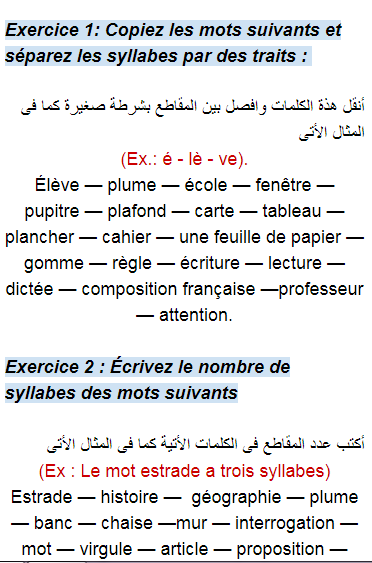 Exercice 1: Copiez les mots suivants et
séparez les syllabes par des traits :
أنقل هذة الكلمات وافصل بين المقاطع بشرطة صغيرة كما فى
المثال الأتى
(Ex.: é - lè - ve).
Élève — plume — école — fenêtre —
pupitre — plafond — carte — tableau —
plancher — cahier — une feuille de papier —
gomme — règle — écriture — lecture —
dictée — composition française —professeur
— attention.
Exercice 2 : Écrivez le nombre de
syllabes des mots suivants
أكتب عدد المقاطع فى الكلمات الأتية كما فى المثال الأتى
(Ex : Le mot estrade a trois syllabes)
Estrade — histoire — géographie — plume
— banc — chaise —mur — interrogation —
mot — virgule — article — proposition —